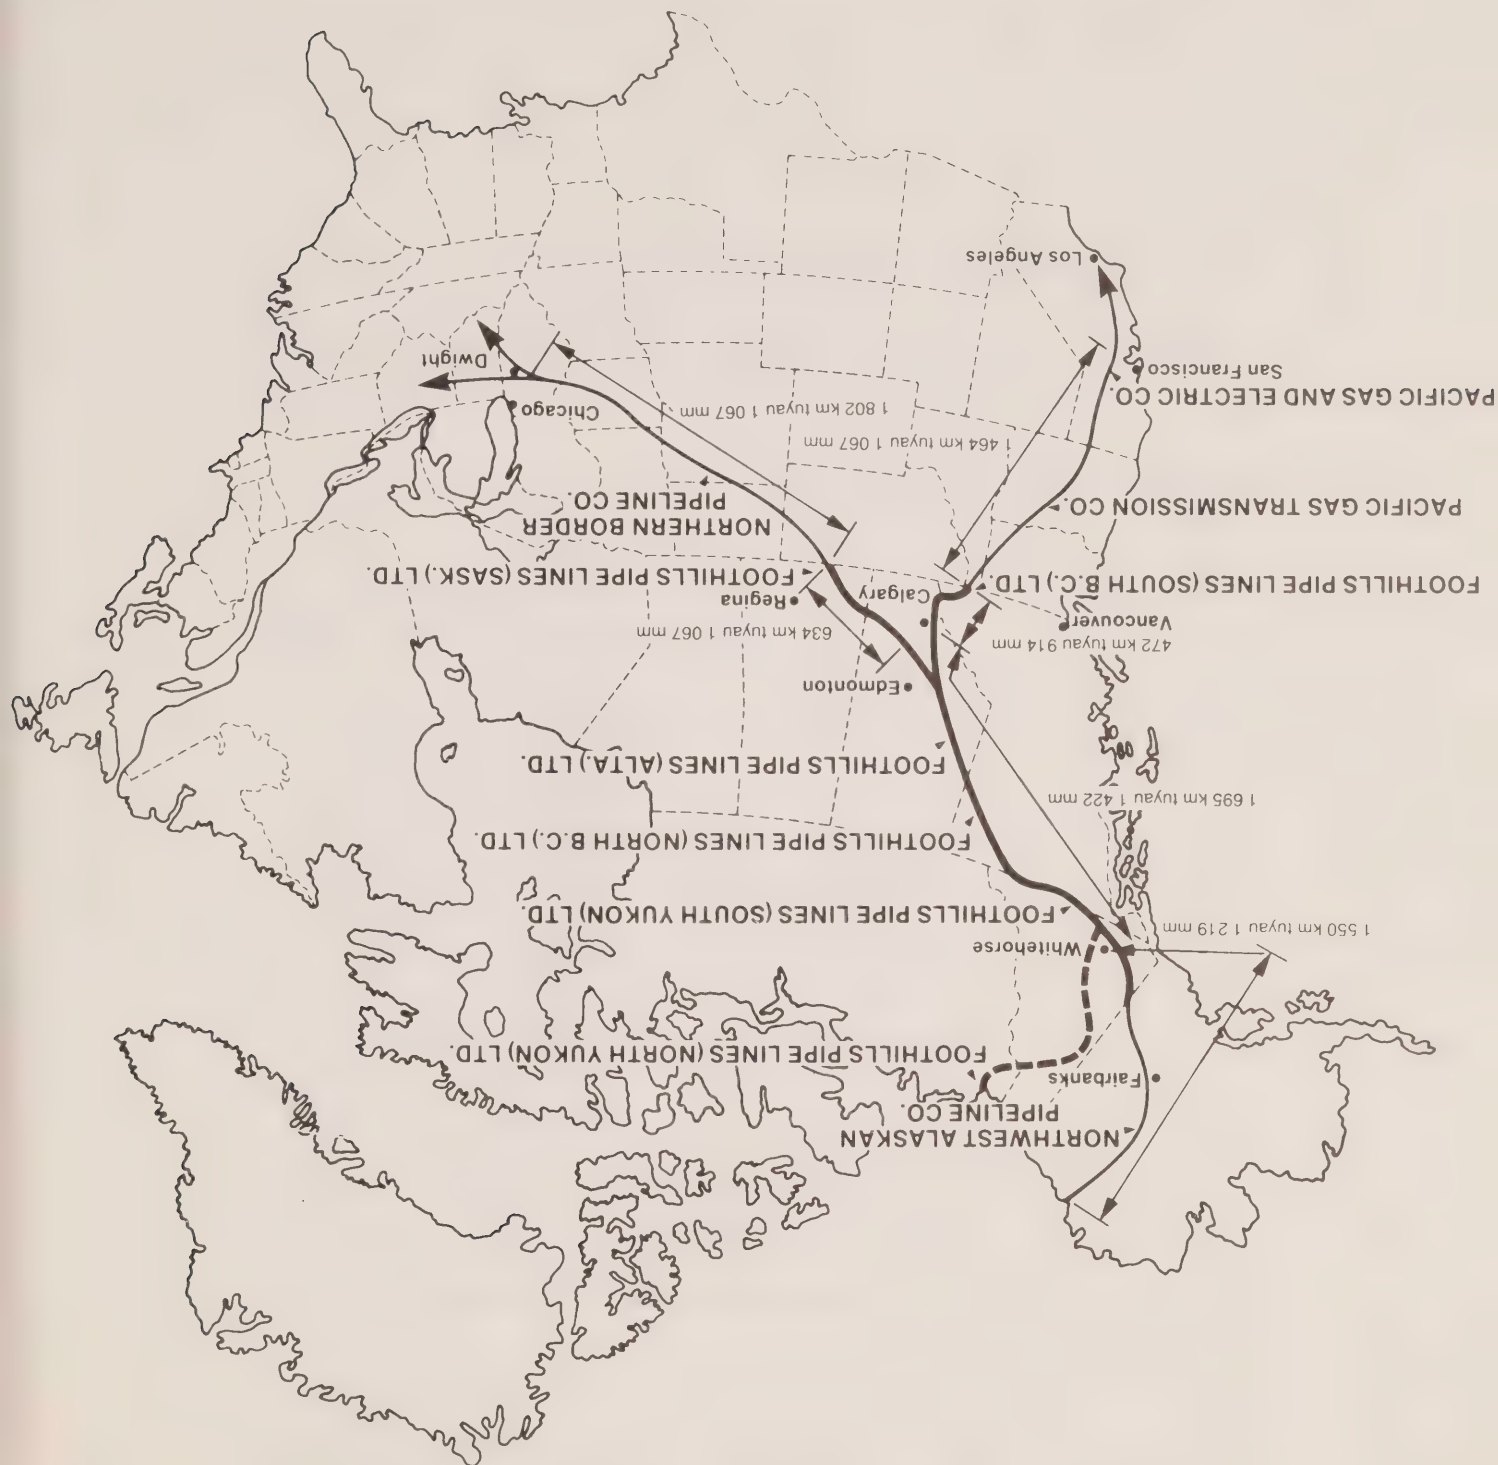 NORTHWEST ALASKAN
PIPELINE CO.
Fairbanks
FOOTHILLS PIPE LINES (NORTH YUKON) LTD.
1 550 km tuyau 1 219 mm
Whitehorse
FOOTHILLS PIPE LINES (SOUTH YUKON) LTD.
FOOTHILLS PIPE LINES (NORTH B.C.) LTD.
1 695 km tuyau 1 422 mm
FOOTHILLS PIPE LINES (ALTA.) LTD.
Edmonton
472 km tuyau 914 mm
Vancouver
634 km tuyau 1 067 mm
Calgary
Regina
FOOTHILLS PIPE LINES (SOUTH B.C.) LTD.
FOOTHILLS PIPE LINES (SASK.) LTD.
NORTHERN BORDER
PIPELINE CO.
PACIFIC GAS TRANSMISSION CO.
1 464 km tuyau 1 067 mm
1 802 km tuyau 1 067 mm
Chicago
PACIFIC GAS AND ELECTRIC CO.
San Francisco
Dwight
Los Angeles